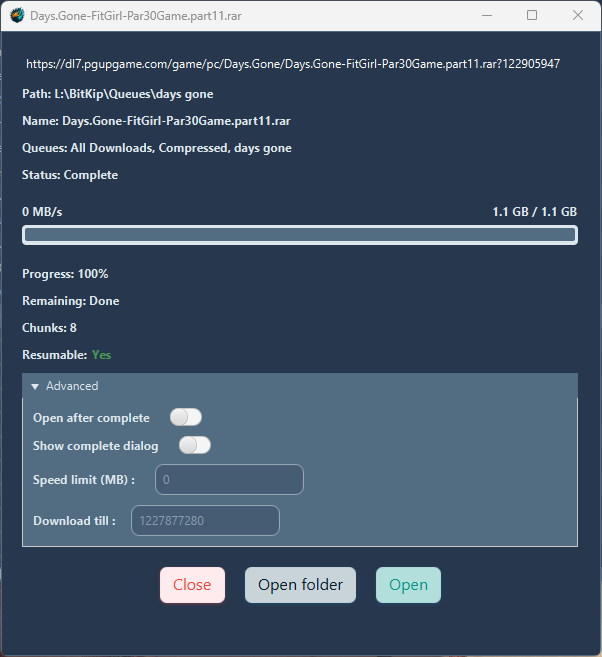 Days.Gone-FitGirl-Par30Game.part11.rar
https://dl7.pgupgame.com/game/pc/Days.Gone/Days.Gone-FitGirl-Par30Game.part11.rar?122905947
Path: L:\BitKip\Queues\days gone
Name: Days.Gone-FitGirl-Par30Game.part11.rar
Queues: All Downloads, Compressed, days gone
Status: Complete
0 MB/s 1.1 GB / 1.1 GB
Progress: 100%
Remaining: Done
Chunks: 8
Resumable: Yes
Advanced
Open after complete
Show complete dialog
Speed limit (MB) : 0
Download till : 1227877280
Close Open folder Open